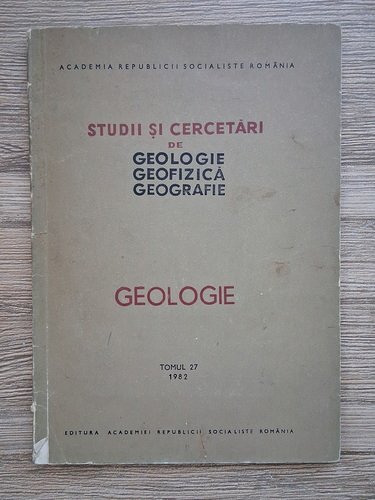 ACADEMIA REPUBLICII SOCIALISTE ROMÂNIA
STUDII ȘI CERCETĂRI
DE
GEOLOGIE
GEOFIZICĂ
GEOGRAFIE
GEOLOGIE
TOMUL 27
1982
EDITURA ACADEMIEI REPUBLICII SOCIALISTE ROMÂNIA